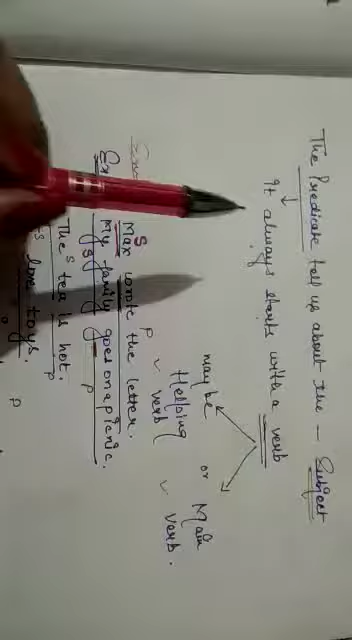 The Predicate tell us about the – Subject
↓
It always starts with a verb
may be or
Helping verb
Main verb.
S P
Max wrote the letter.
My family goes on a picnic.
S P
The tea is hot.
S P
love toys.
P